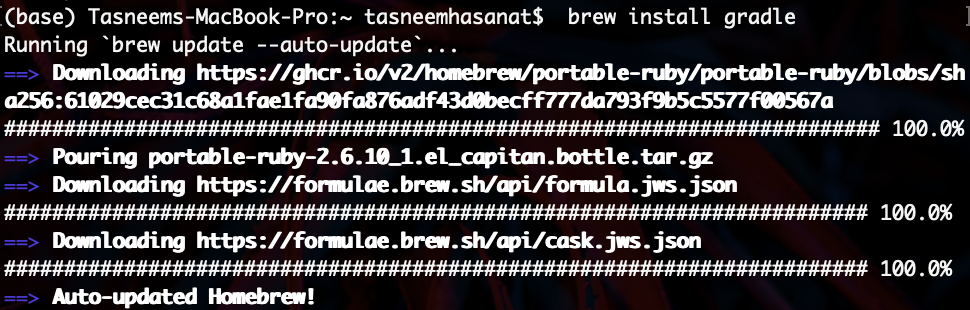 (base) Tasneems-MacBook-Pro:~ tasneemhasanat$  brew install gradle
Running `brew update --auto-update`...
==> Downloading https://ghcr.io/v2/homebrew/portable-ruby/portable-ruby/blobs/sh
a256:61029cec31c68a1fae1fa90fa876adf43d0becff777da793f9b5c5577f00567a
######################################################################### 100.0%
==> Pouring portable-ruby-2.6.10_1.el_capitan.bottle.tar.gz
==> Downloading https://formulae.brew.sh/api/formula.jws.json
######################################################################## 100.0%
==> Downloading https://formulae.brew.sh/api/cask.jws.json
######################################################################## 100.0%
==> Auto-updated Homebrew!